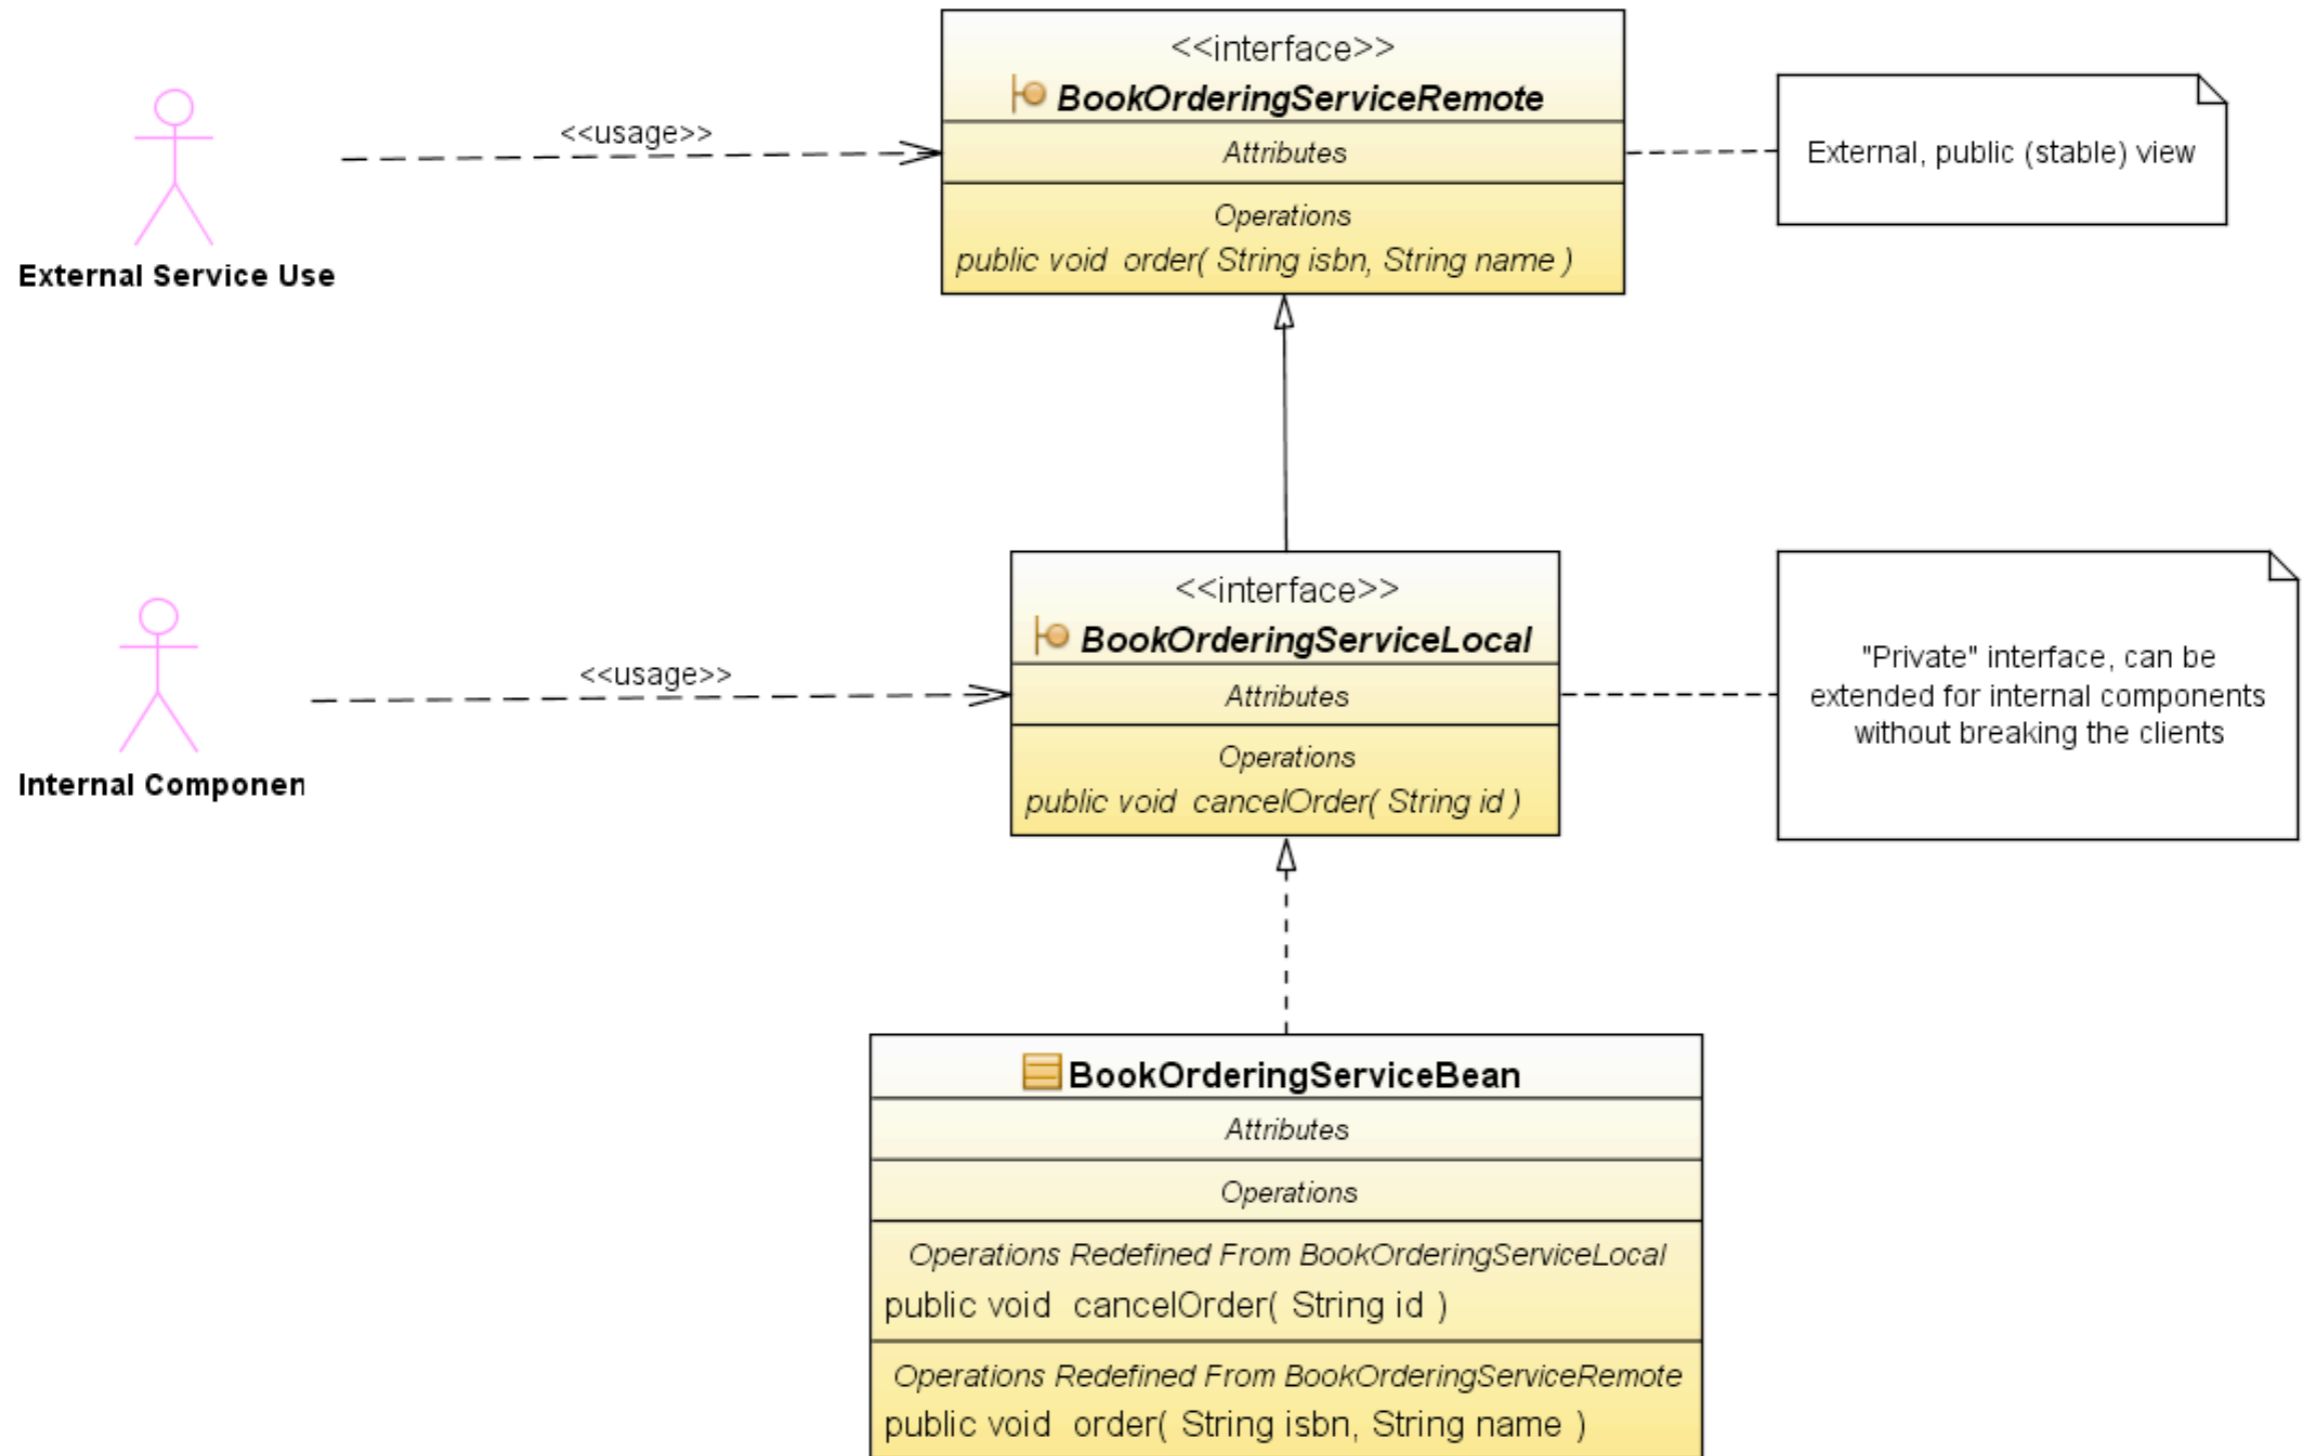 <<interface>>
BookOrderingServiceRemote
Attributes
Operations
public void order( String isbn, String name )
<<usage>>
External Service Use
External, public (stable) view
<<interface>>
BookOrderingServiceLocal
Attributes
Operations
public void cancelOrder( String id )
<<usage>>
Internal Componen
"Private" interface, can be
extended for internal components
without breaking the clients
BookOrderingServiceBean
Attributes
Operations
Operations Redefined From BookOrderingServiceLocal
public void cancelOrder( String id )
Operations Redefined From BookOrderingServiceRemote
public void order( String isbn, String name )